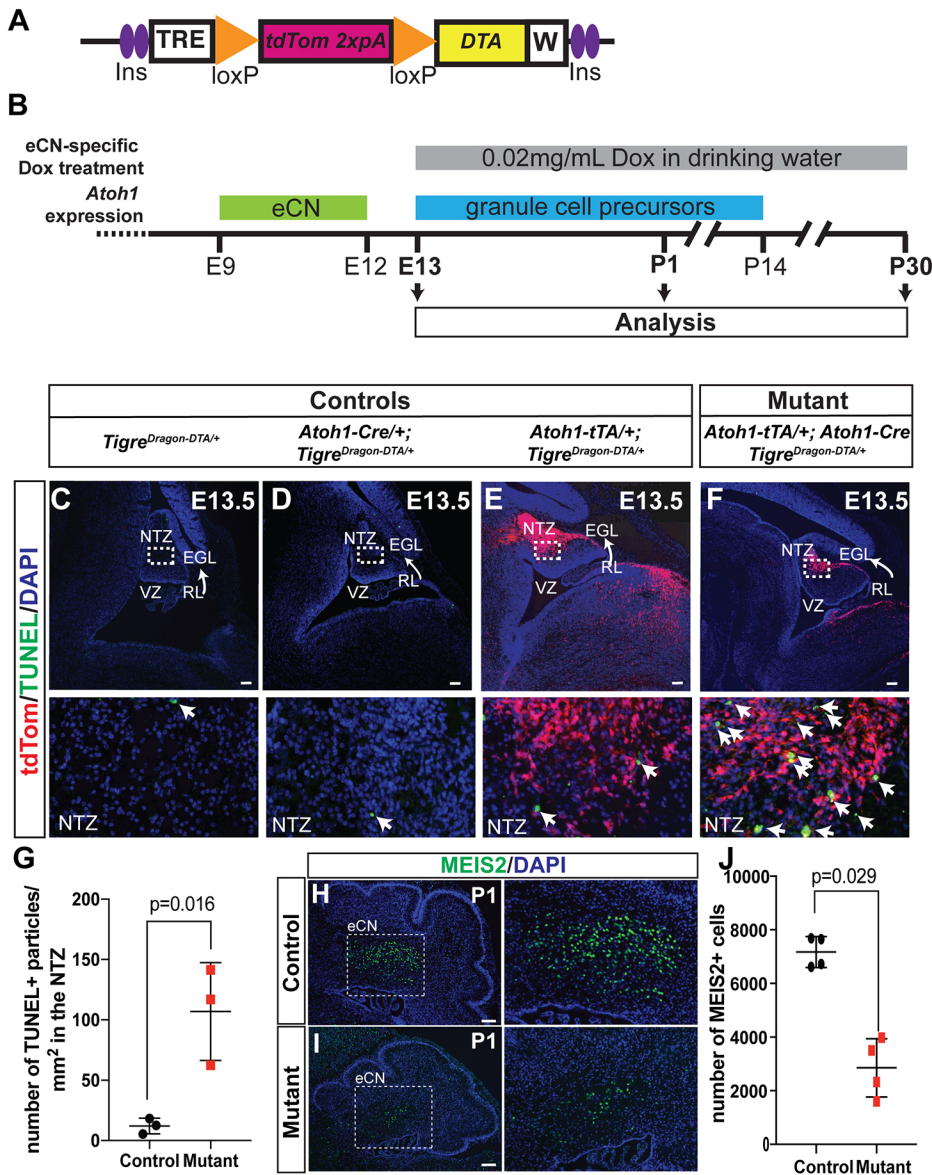 A
TRE
tdTom 2xpA
DTA
W
Ins
loxP
loxP
Ins
B
eCN-specific
Dox treatment
0.02mg/mL Dox in drinking water
Atoh1
expression
eCN
granule cell precursors
E9
E12
E13
P1
P14
P30
Analysis
Controls
Mutant
Tigre^Dragon-DTA/+
Atoh1-Cre/+;
Tigre^Dragon-DTA/+
Atoh1-tTA/+;
Tigre^Dragon-DTA/+
Atoh1-tTA/+; Atoh1-Cre
Tigre^Dragon-DTA/+
tdTom/TUNEL/DAPI
C
E13.5
NTZ
EGL
VZ
RL
NTZ
D
E13.5
NTZ
EGL
VZ
RL
NTZ
E
E13.5
NTZ
EGL
VZ
RL
NTZ
F
E13.5
NTZ
EGL
VZ
RL
NTZ
G
number of TUNEL+ particles/
mm² in the NTZ
200
150
100
50
0
p=0.016
Control
Mutant
MEIS2/DAPI
Control
H
P1
eCN
Mutant
I
P1
eCN
J
number of MEIS2+ cells
10000
8000
6000
4000
2000
0
p=0.029
Control
Mutant